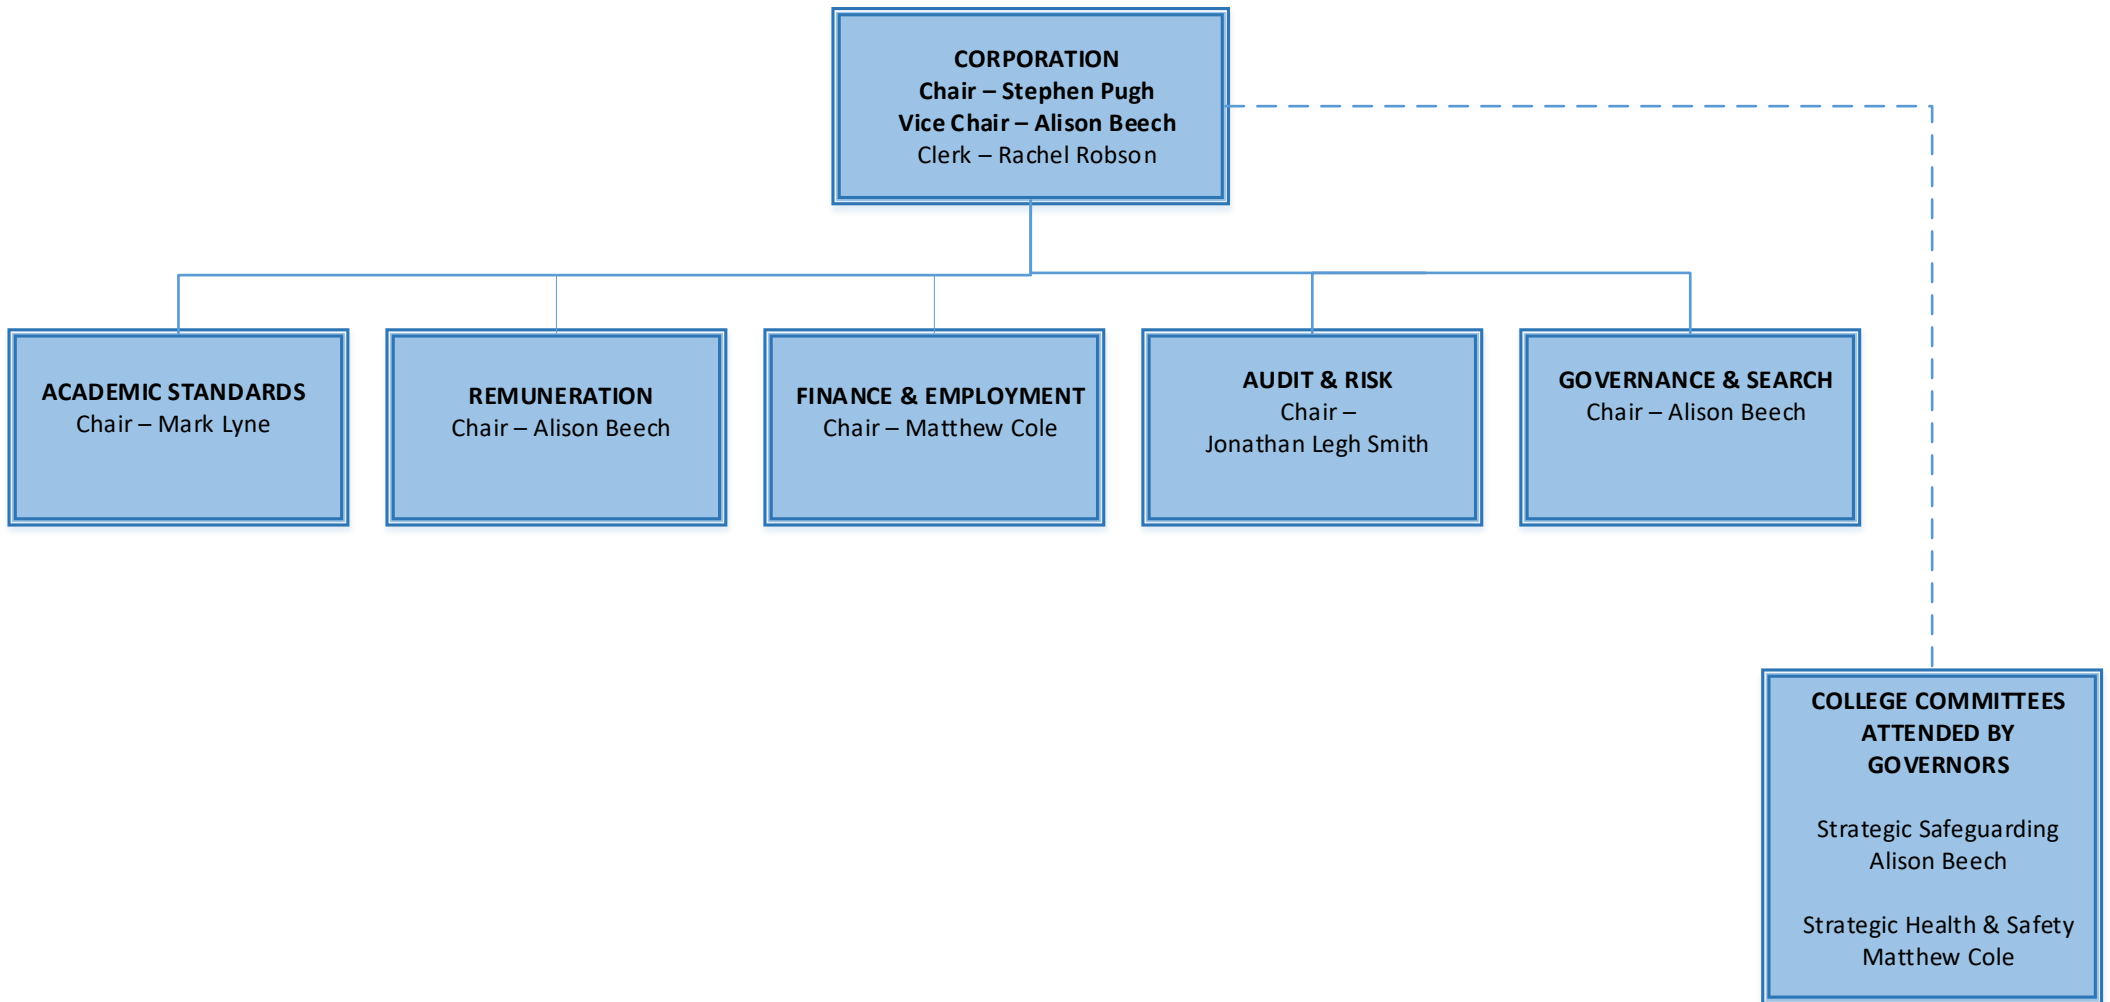 CORPORATION
Chair – Stephen Pugh
Vice Chair – Alison Beech
Clerk – Rachel Robson
ACADEMIC STANDARDS
Chair – Mark Lyne
REMUNERATION
Chair – Alison Beech
FINANCE & EMPLOYMENT
Chair – Matthew Cole
AUDIT & RISK
Chair –
Jonathan Legh Smith
GOVERNANCE & SEARCH
Chair – Alison Beech
COLLEGE COMMITTEES
ATTENDED BY
GOVERNORS
Strategic Safeguarding
Alison Beech
Strategic Health & Safety
Matthew Cole